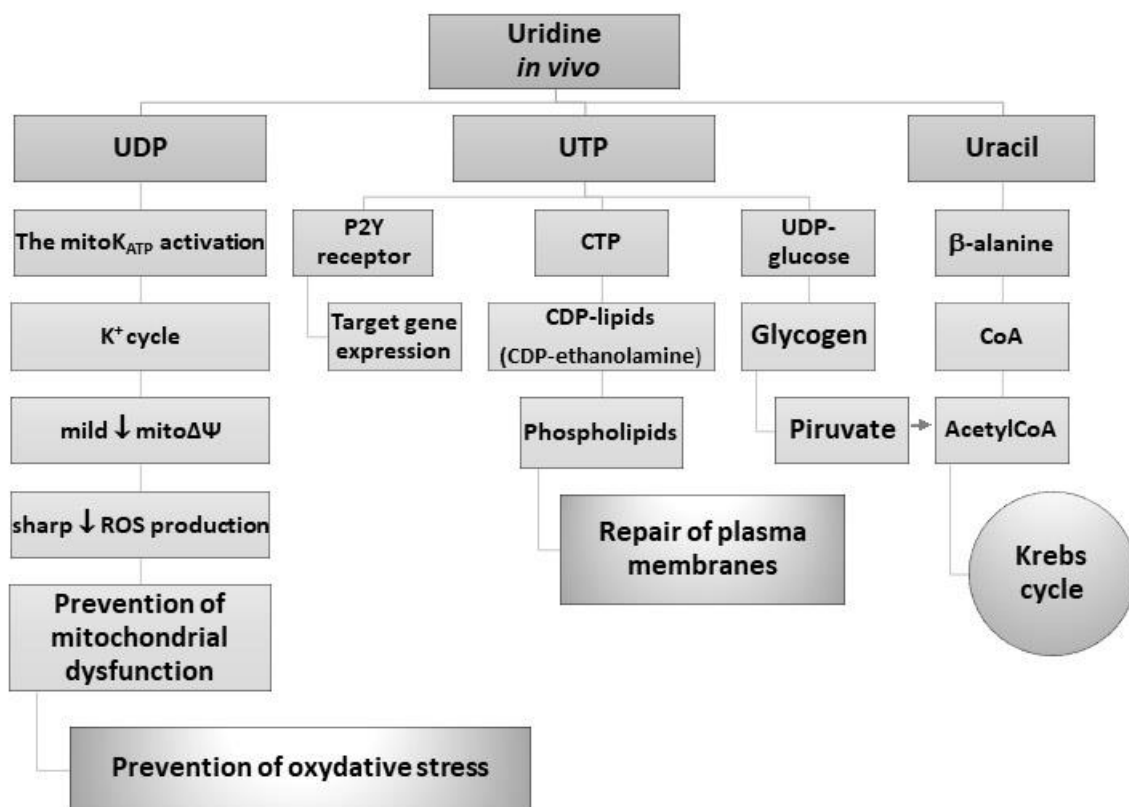 Uridine
in vivo
UDP
UTP
Uracil
The mitoKATP activation
P2Y
receptor
CTP
UDP-
glucose
β-alanine
K+ cycle
Target gene
expression
CDP-lipids
(CDP-ethanolamine)
Glycogen
CoA
mild ↓ mitoΔΨ
Phospholipids
Piruvate
AcetylCoA
sharp ↓ ROS production
Repair of plasma
membranes
Krebs
cycle
Prevention of
mitochondrial
dysfunction
Prevention of oxydative stress